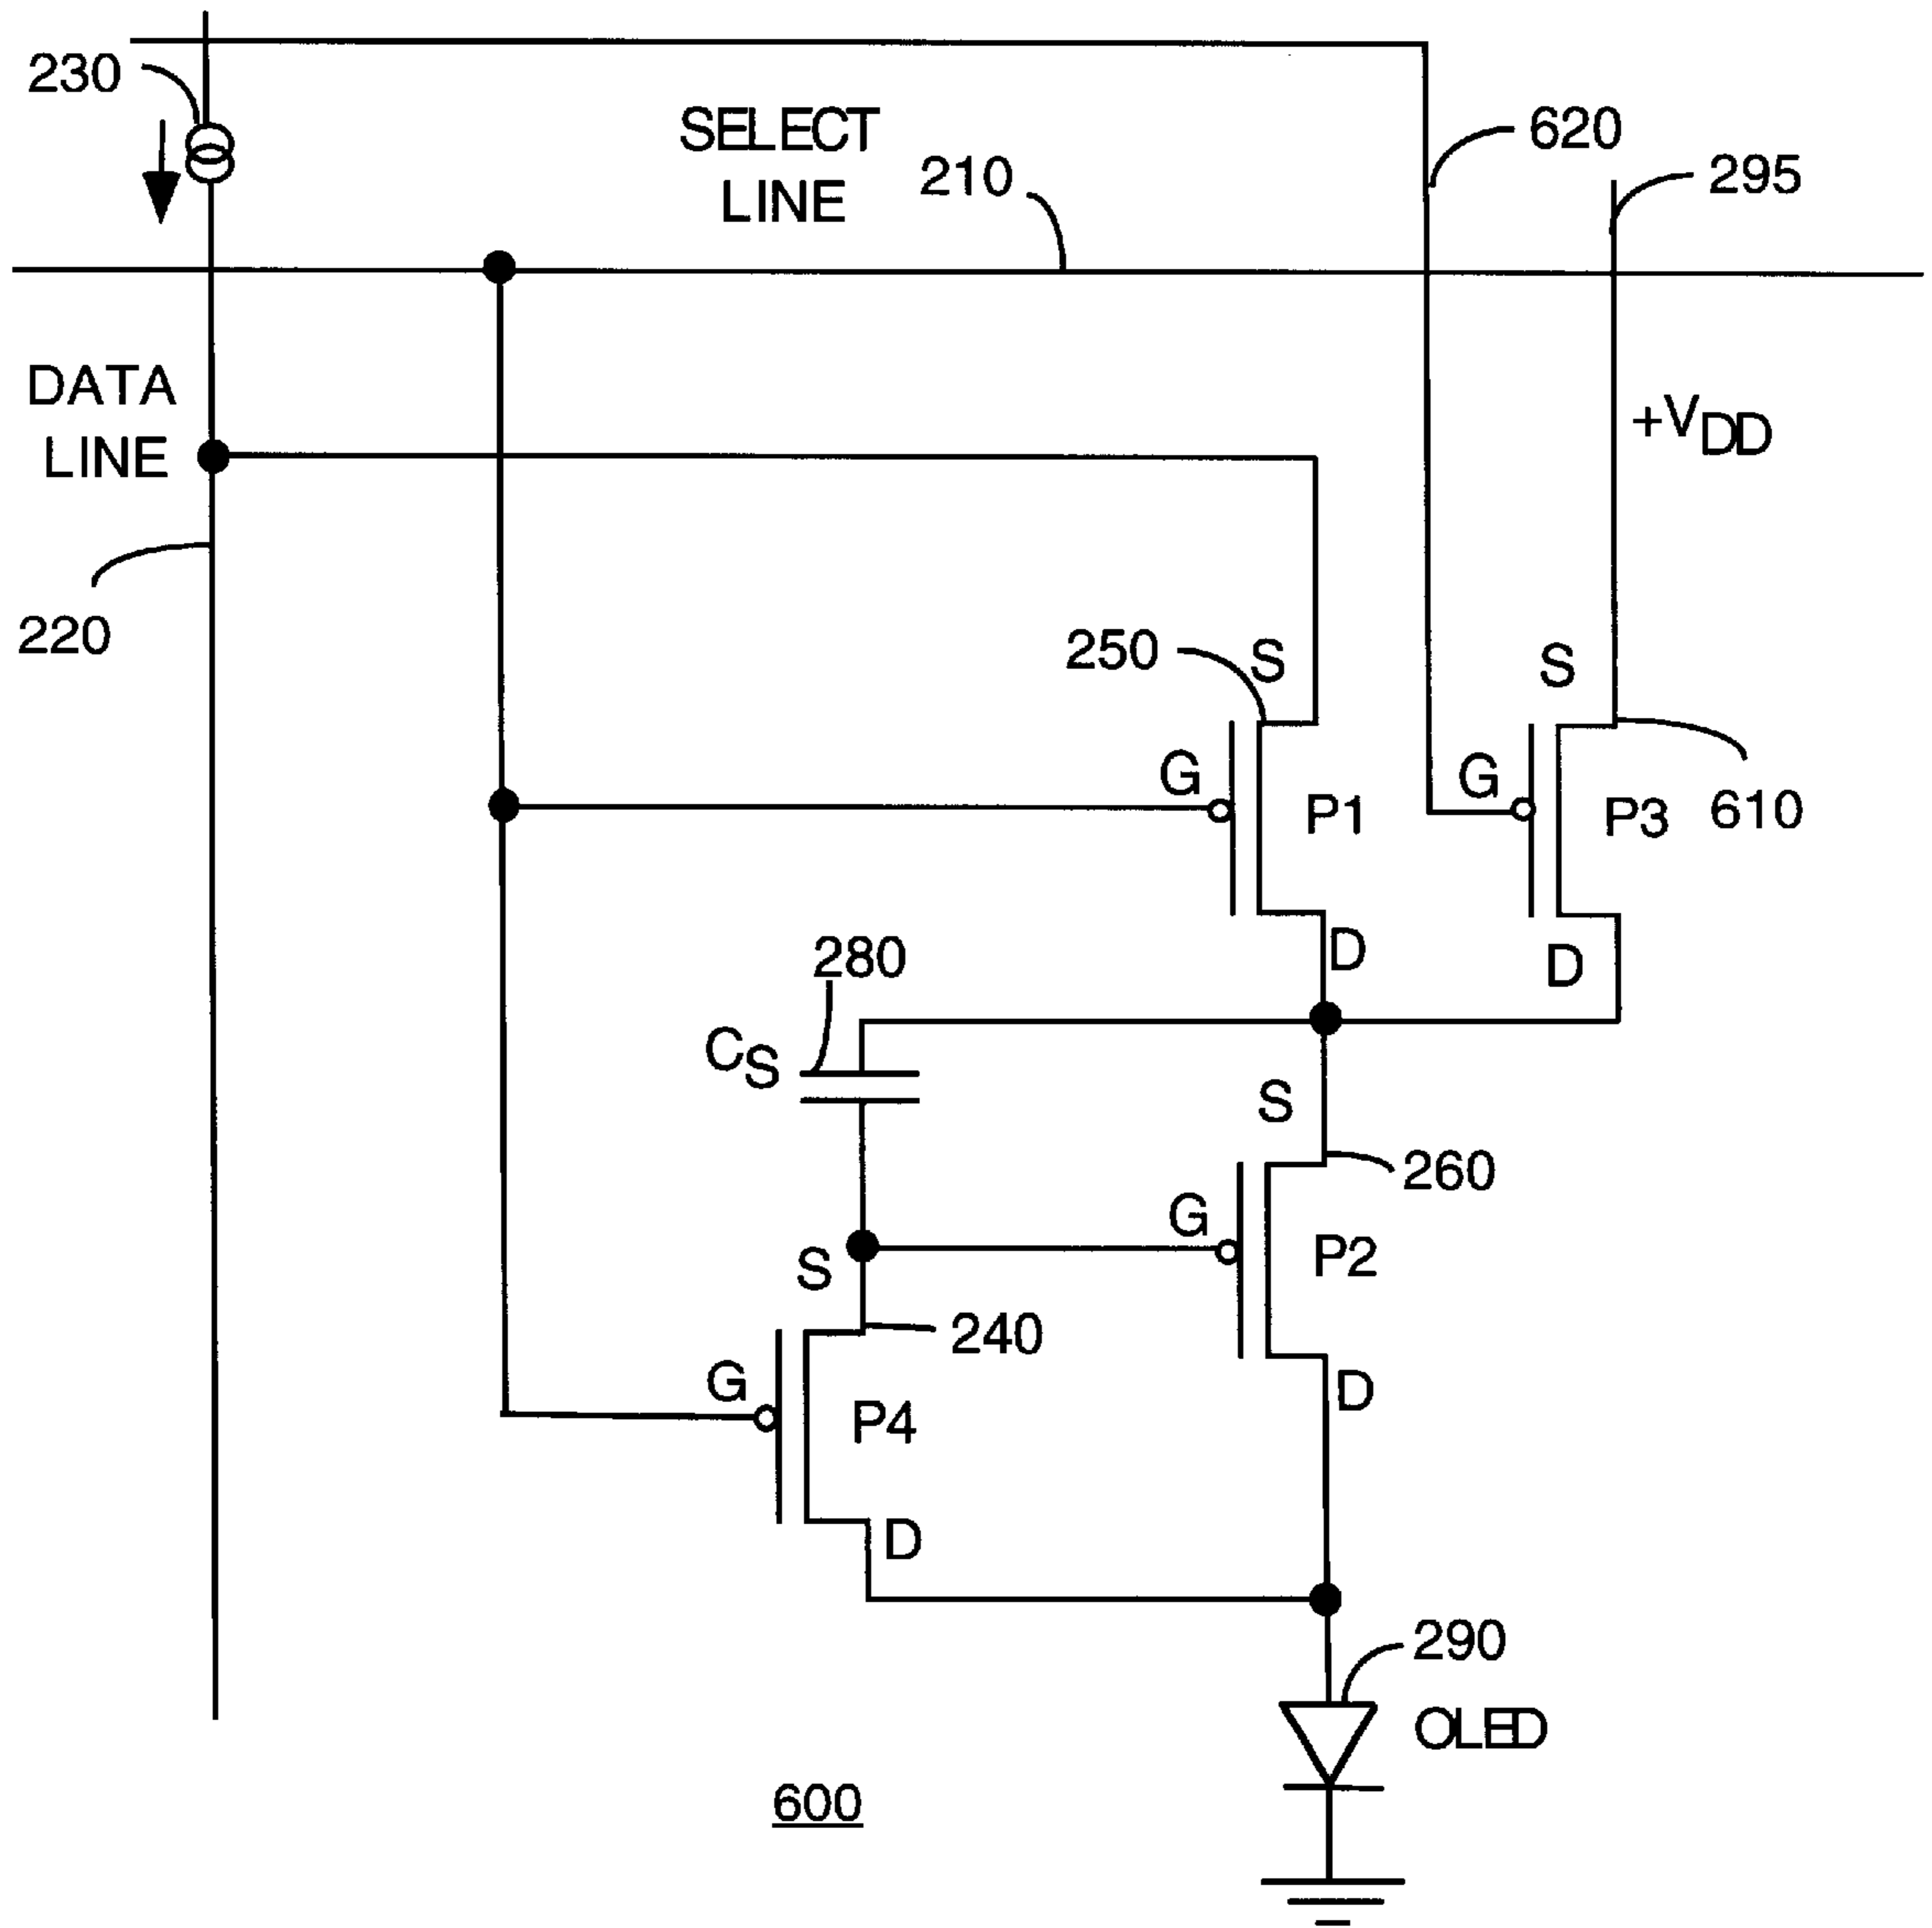 230
SELECT
LINE
210
620
295
DATA
LINE
+VDD
220
250
S
S
G
P1
G
P3
610
D
D
280
CS
S
260
G
P2
S
240
G
P4
D
D
290
OLED
600